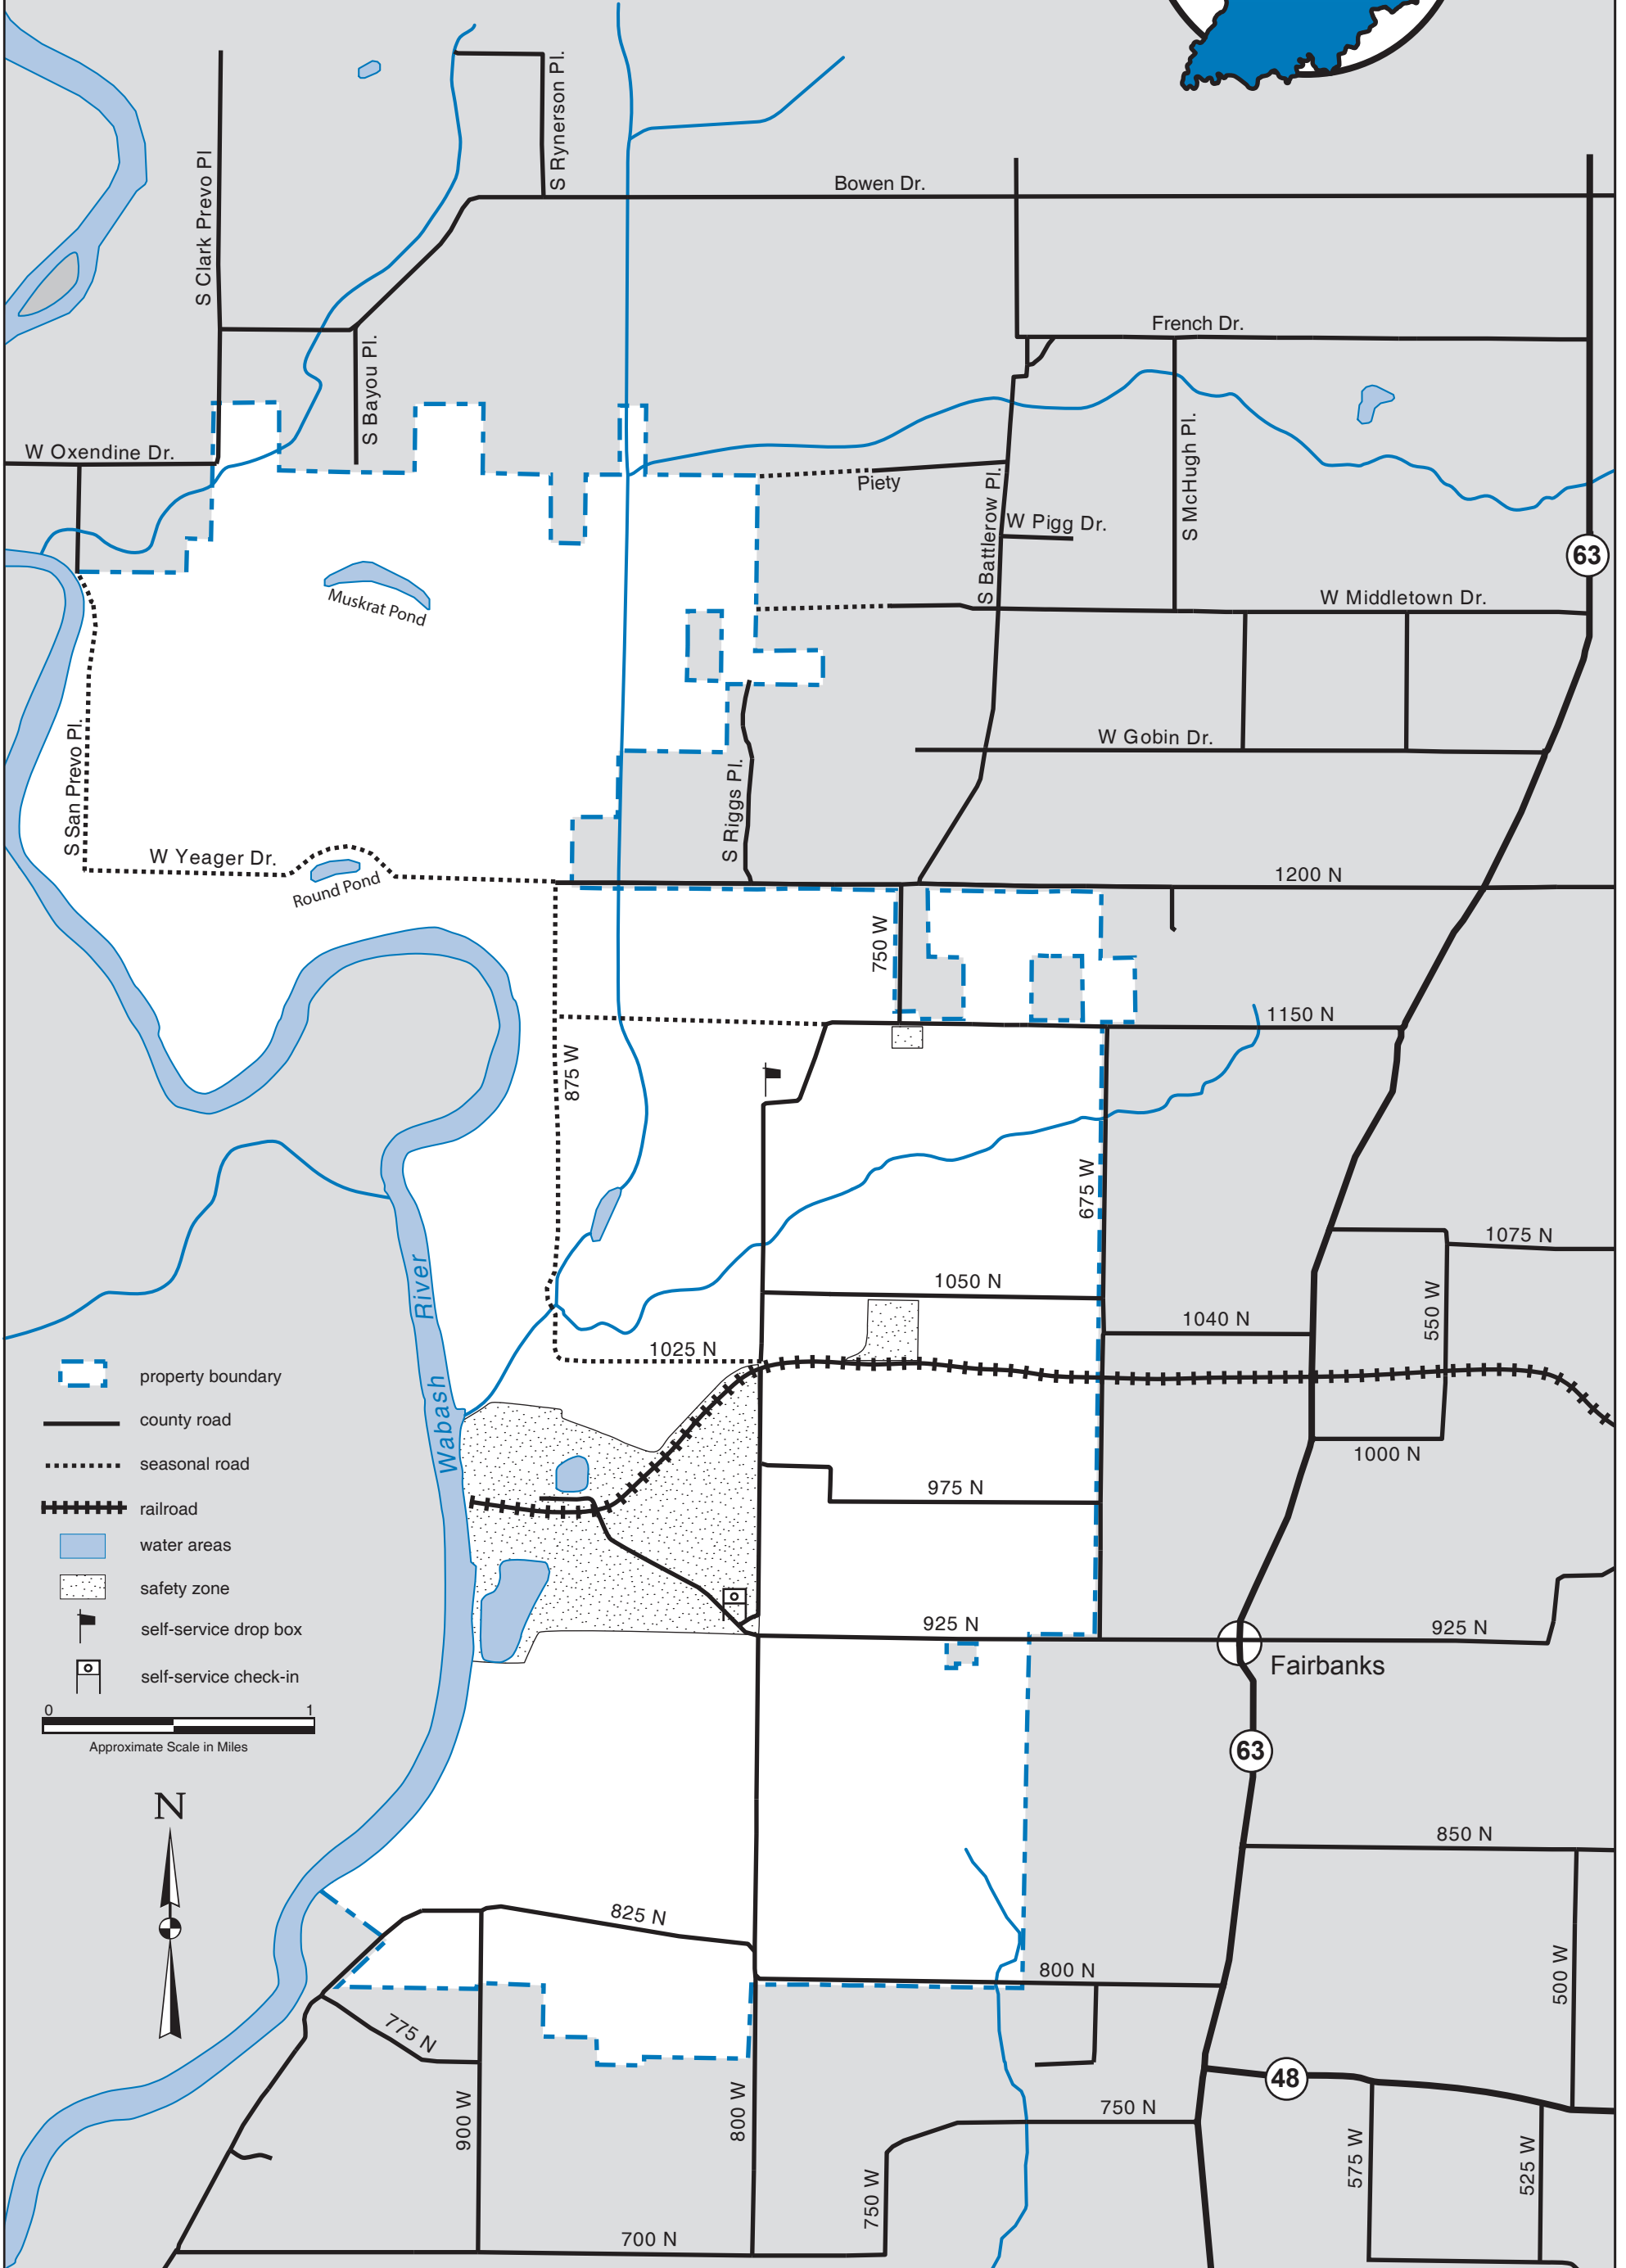 S Rynerson Pl.
S Clark Prevo Pl
Bowen Dr.
French Dr.
S Bayou Pl.
W Oxendine Dr.
Piety
S McHugh Pl.
S Battlerow Pl.
W Pigg Dr.
63
Muskrat Pond
W Middletown Dr.
S San Prevo Pl.
W Gobin Dr.
S Riggs Pl.
W Yeager Dr.
Round Pond
1200 N
750 W
1150 N
875 W
675 W
1075 N
Wabash River
1050 N
550 W
1040 N
1025 N
property boundary
county road
1000 N
seasonal road
975 N
railroad
water areas
safety zone
self-service drop box
925 N
925 N
Fairbanks
self-service check-in
0 1
Approximate Scale in Miles
63
N
850 N
825 N
800 N
500 W
775 N
48
900 W
800 W
750 N
750 W
575 W
525 W
700 N